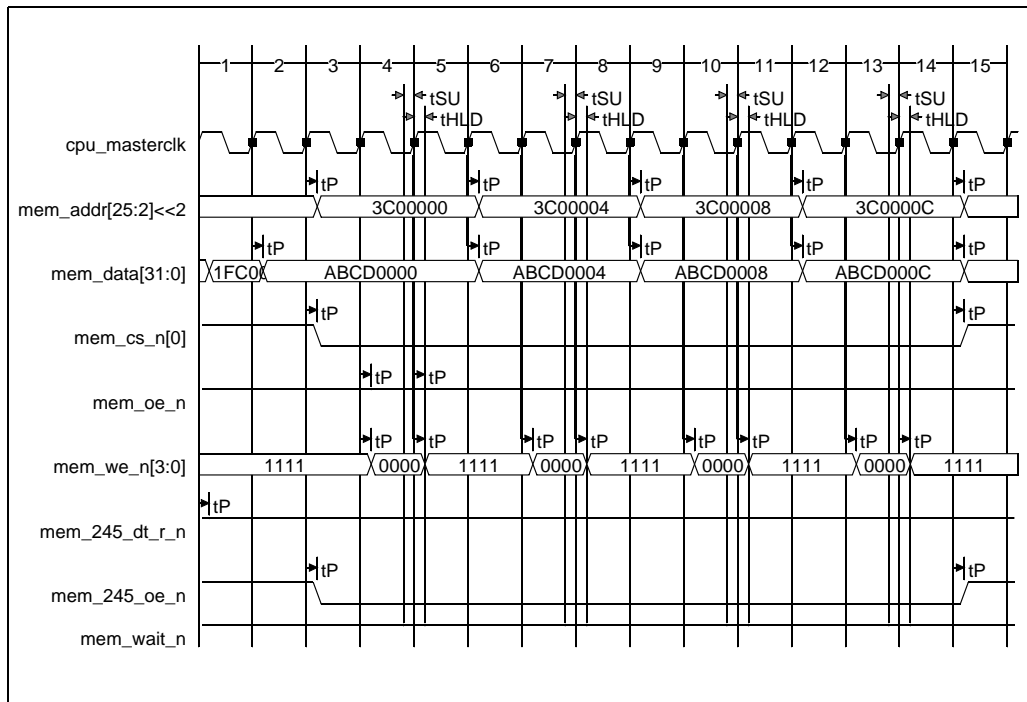 1 2 3 4 5 6 7 8 9 10 11 12 13 14 15
tSU tSU tSU tSU
tHLD tHLD tHLD tHLD
cpu_masterclk
tP tP tP tP tP
mem_addr[25:2]<<2 3C00000 3C00004 3C00008 3C0000C
tP tP tP tP tP
mem_data[31:0] 1FC00 ABCD0000 ABCD0004 ABCD0008 ABCD000C
tP tP
mem_cs_n[0]
tP tP
mem_oe_n
tP tP tP tP tP tP tP tP
mem_we_n[3:0] 1111 0000 1111 0000 1111 0000 1111 0000 1111
tP
mem_245_dt_r_n
tP tP
mem_245_oe_n
mem_wait_n